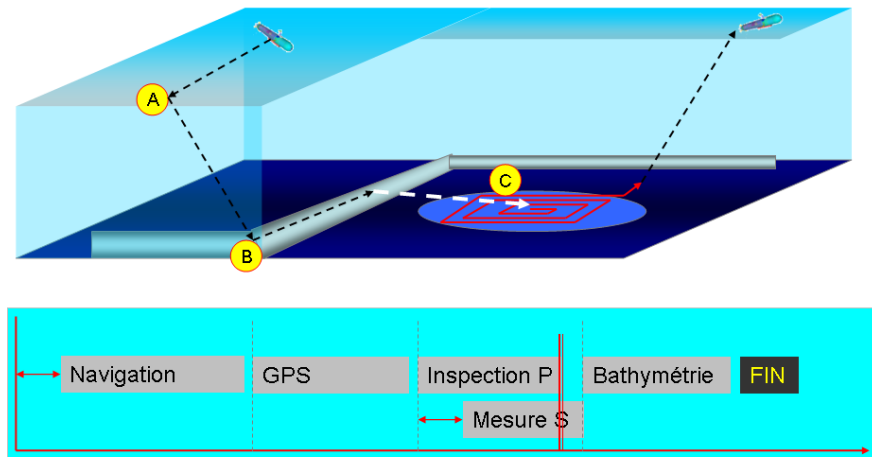 A
C
B
Navigation
GPS
Inspection P
Bathymétrie
FIN
Mesure S